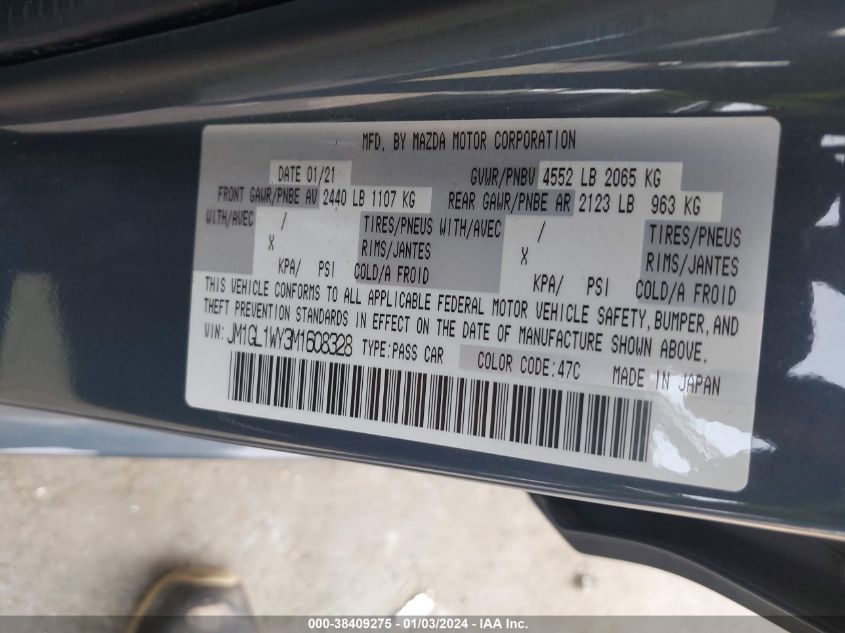 MFD. BY MAZDA MOTOR CORPORATION
DATE 01/21 GVWR/PNBV 4552 LB 2065 KG
FRONT GAWR/PNBE AV 2440 LB 1107 KG REAR GAWR/PNBE AR 2123 LB 963 KG
WITH/AVEC / TIRES/PNEUS WITH/AVEC / TIRES/PNEUS
X RIMS/JANTES X RIMS/JANTES
KPA/ PSI COLD/A FROID KPA/ PSI COLD/A FROID
THIS VEHICLE CONFORMS TO ALL APPLICABLE FEDERAL MOTOR VEHICLE SAFETY, BUMPER, AND
THEFT PREVENTION STANDARDS IN EFFECT ON THE DATE OF MANUFACTURE SHOWN ABOVE.
VIN: JM1GL1WY3M1608328 TYPE:PASS CAR COLOR CODE:47C MADE IN JAPAN
000-38409275 - 01/03/2024 - US - US - IAA Inc.